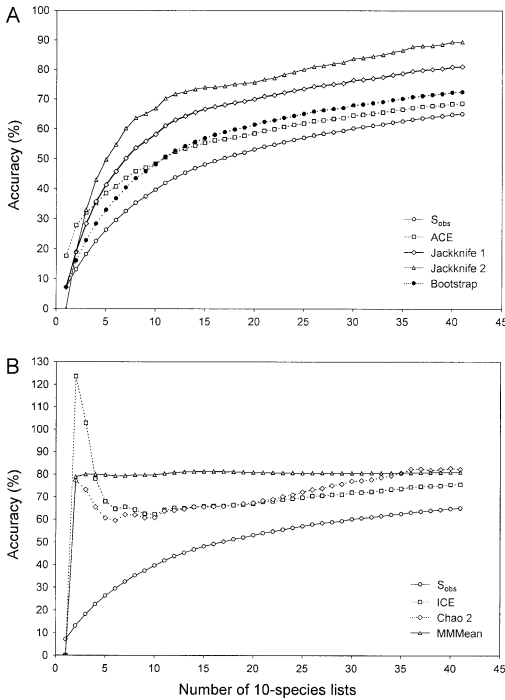 A
Accuracy (%)
100
90
80
70
60
50
40
30
20
10
0
0 5 10 15 20 25 30 35 40 45
Sobs
ACE
Jackknife 1
Jackknife 2
Bootstrap
B
Accuracy (%)
130
120
110
100
90
80
70
60
50
40
30
20
10
0
0 5 10 15 20 25 30 35 40 45
Sobs
ICE
Chao 2
MMMean
Number of 10-species lists